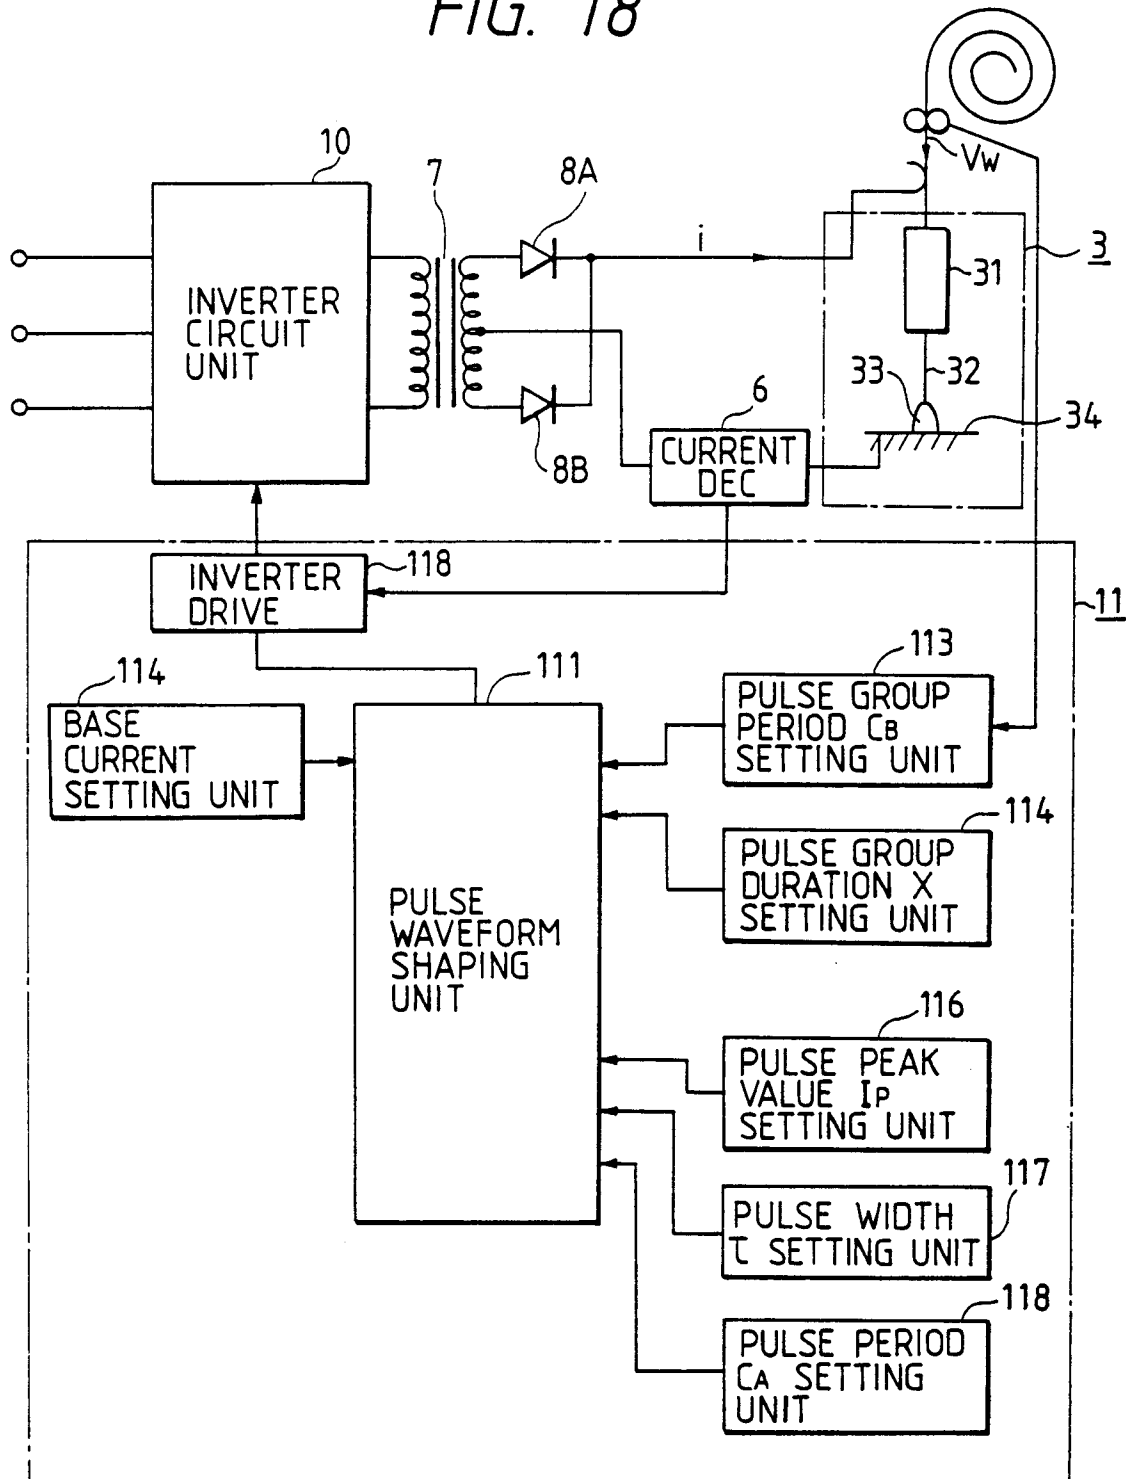 FIG. 18
10
7
8A
Vw
i
3
31
INVERTER
CIRCUIT
UNIT
33
32
34
6
8B
CURRENT
DEC
118
INVERTER
DRIVE
11
113
114
111
PULSE GROUP
PERIOD CB
SETTING UNIT
BASE
CURRENT
SETTING UNIT
114
PULSE GROUP
DURATION X
SETTING UNIT
PULSE
WAVEFORM
SHAPING
UNIT
116
PULSE PEAK
VALUE IP
SETTING UNIT
117
PULSE WIDTH
τ SETTING UNIT
118
PULSE PERIOD
CA SETTING
UNIT